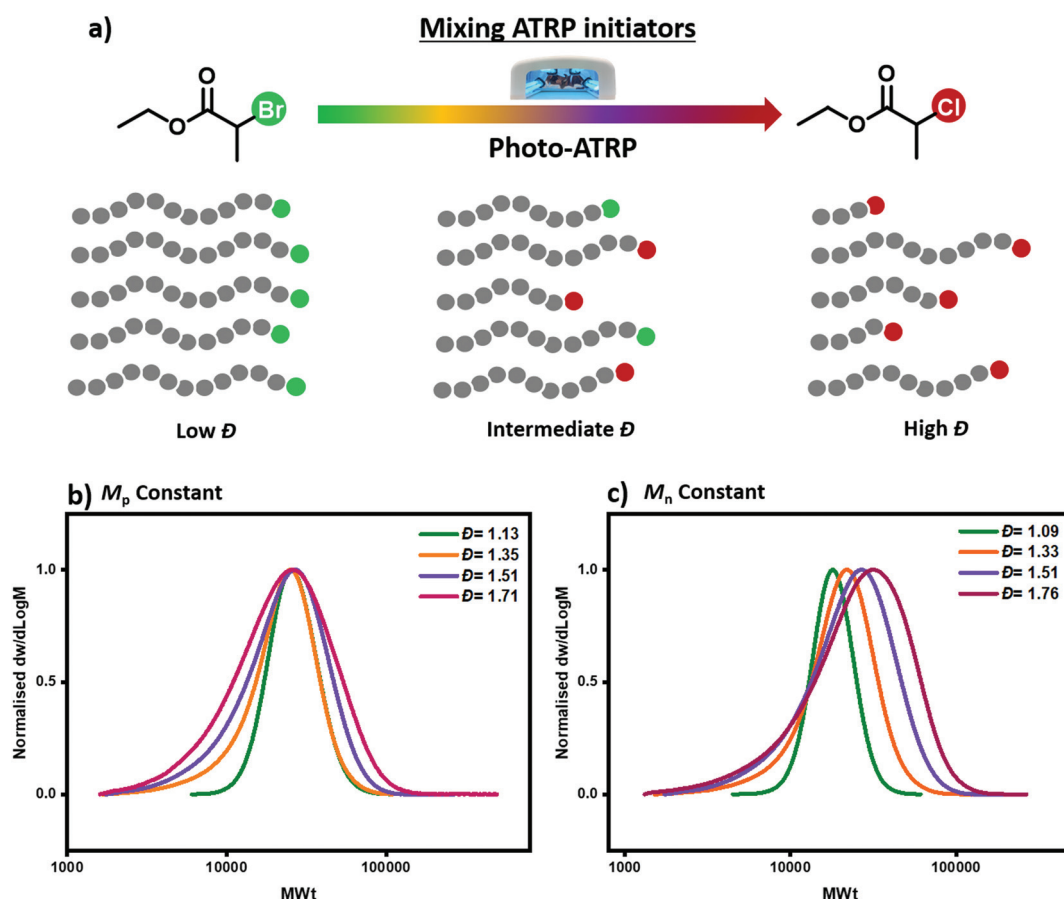 a)
Mixing ATRP initiators
O
O
Br
Photo-ATRP
O
O
Cl
Low Đ
Intermediate Đ
High Đ
b) Mp Constant
Đ= 1.13
Đ= 1.35
Đ= 1.51
Đ= 1.71
Normalised dw/dLogM
1.0
0.5
0.0
1000
10000
100000
MWt
c) Mn Constant
Đ= 1.09
Đ= 1.33
Đ= 1.51
Đ= 1.76
Normalised dw/dLogM
1.0
0.5
0.0
1000
10000
100000
MWt